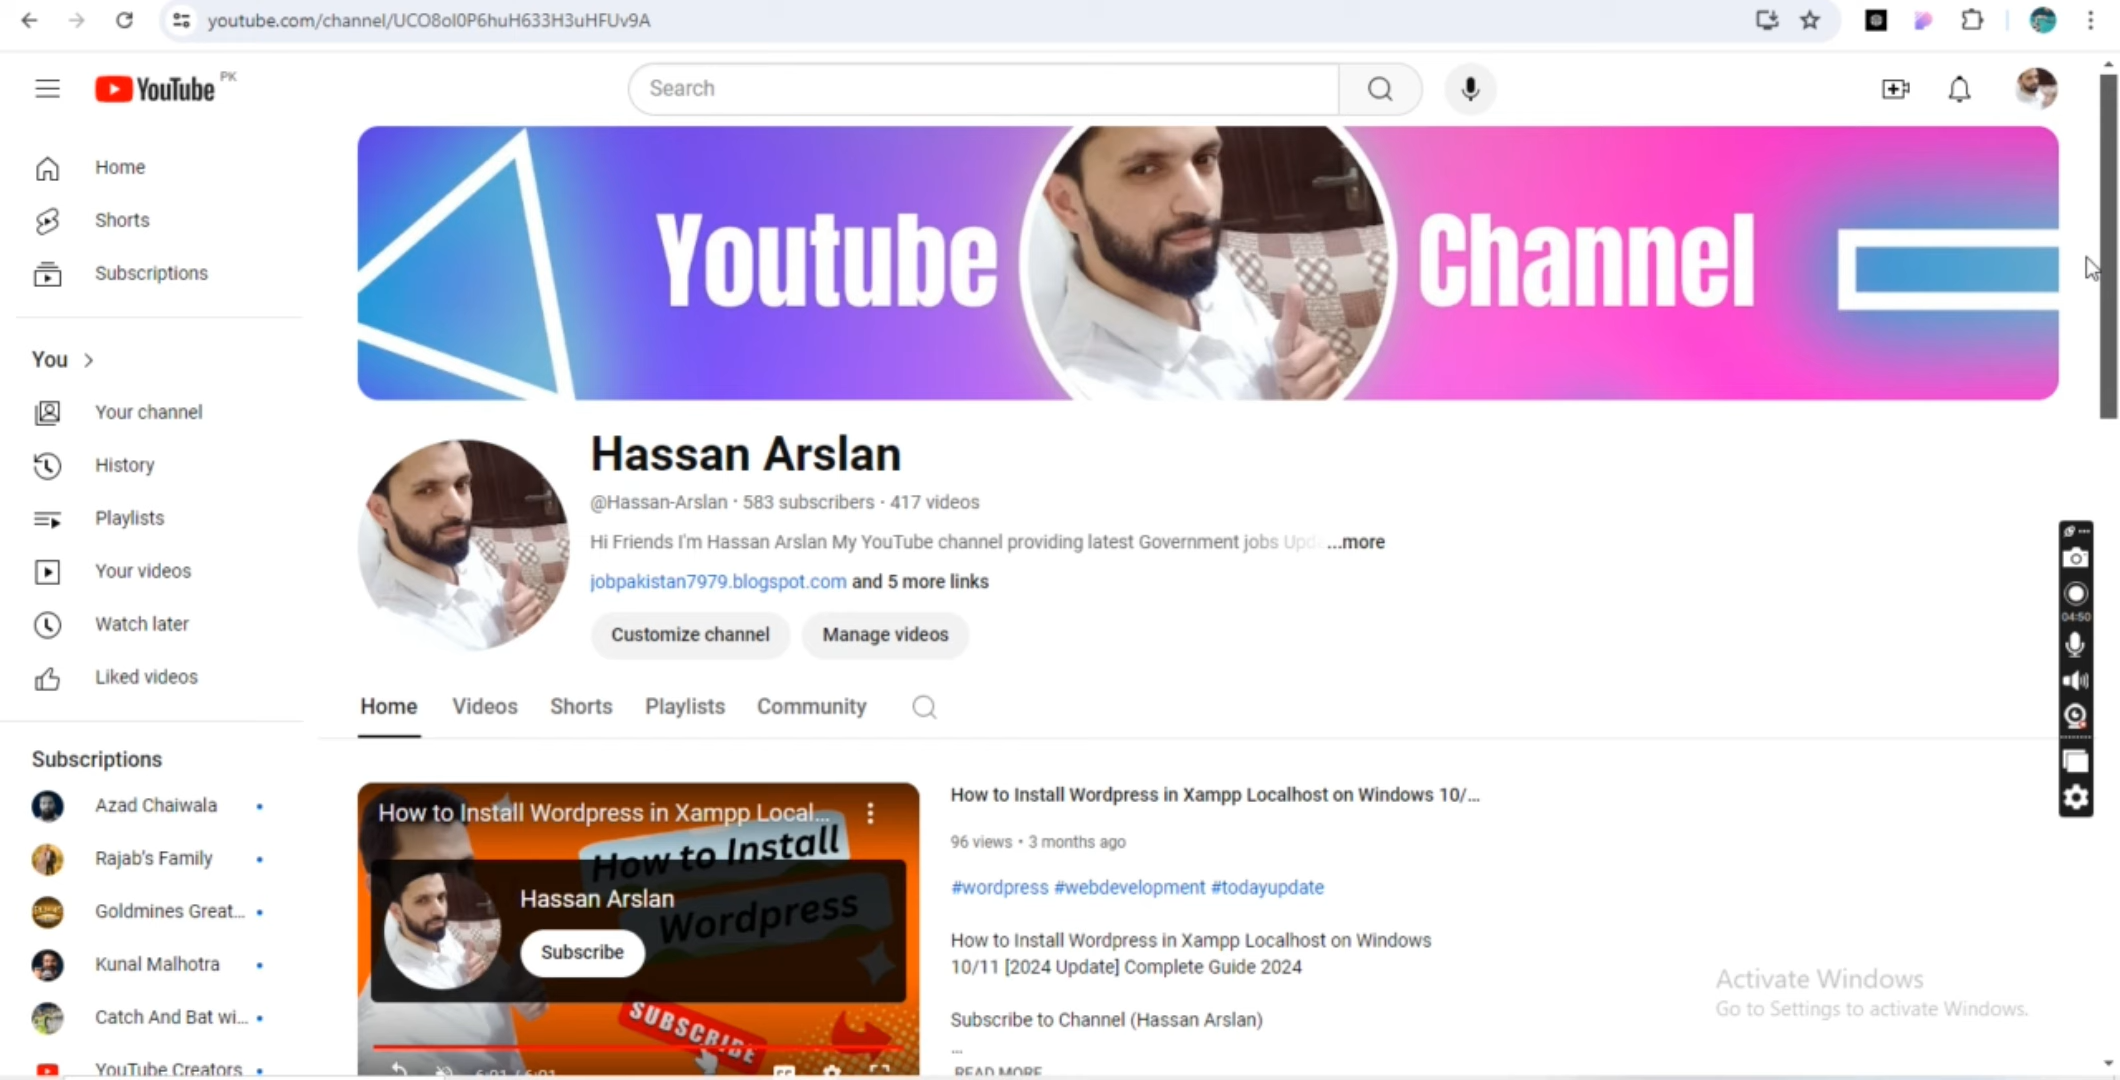 youtube.com/channel/UCO8ol0P6huH633H3uHFUv9A
YouTube PK
Search
Home
Shorts
Subscriptions
You
Your channel
History
Playlists
Your videos
Watch later
Liked videos
Subscriptions
Azad Chaiwala
Rajab's Family
Goldmines Great...
Kunal Malhotra
Catch And Bat wi...
YouTube Creators
Youtube Channel
Hassan Arslan
@Hassan-Arslan · 583 subscribers · 417 videos
Hi Friends I'm Hassan Arslan My YouTube channel providing latest Government jobs Upd ...more
jobpakistan7979.blogspot.com and 5 more links
Customize channel Manage videos
Home Videos Shorts Playlists Community
How to Install Wordpress in Xampp Local...
How to Install
Wordpress
Hassan Arslan
Subscribe
SUBSCRIBE
6:01 / 6:01
How to Install Wordpress in Xampp Localhost on Windows 10/...
96 views · 3 months ago
#wordpress #webdevelopment #todayupdate
How to Install Wordpress in Xampp Localhost on Windows
10/11 [2024 Update] Complete Guide 2024
Subscribe to Channel (Hassan Arslan)
...
READ MORE
04:50
Activate Windows
Go to Settings to activate Windows.